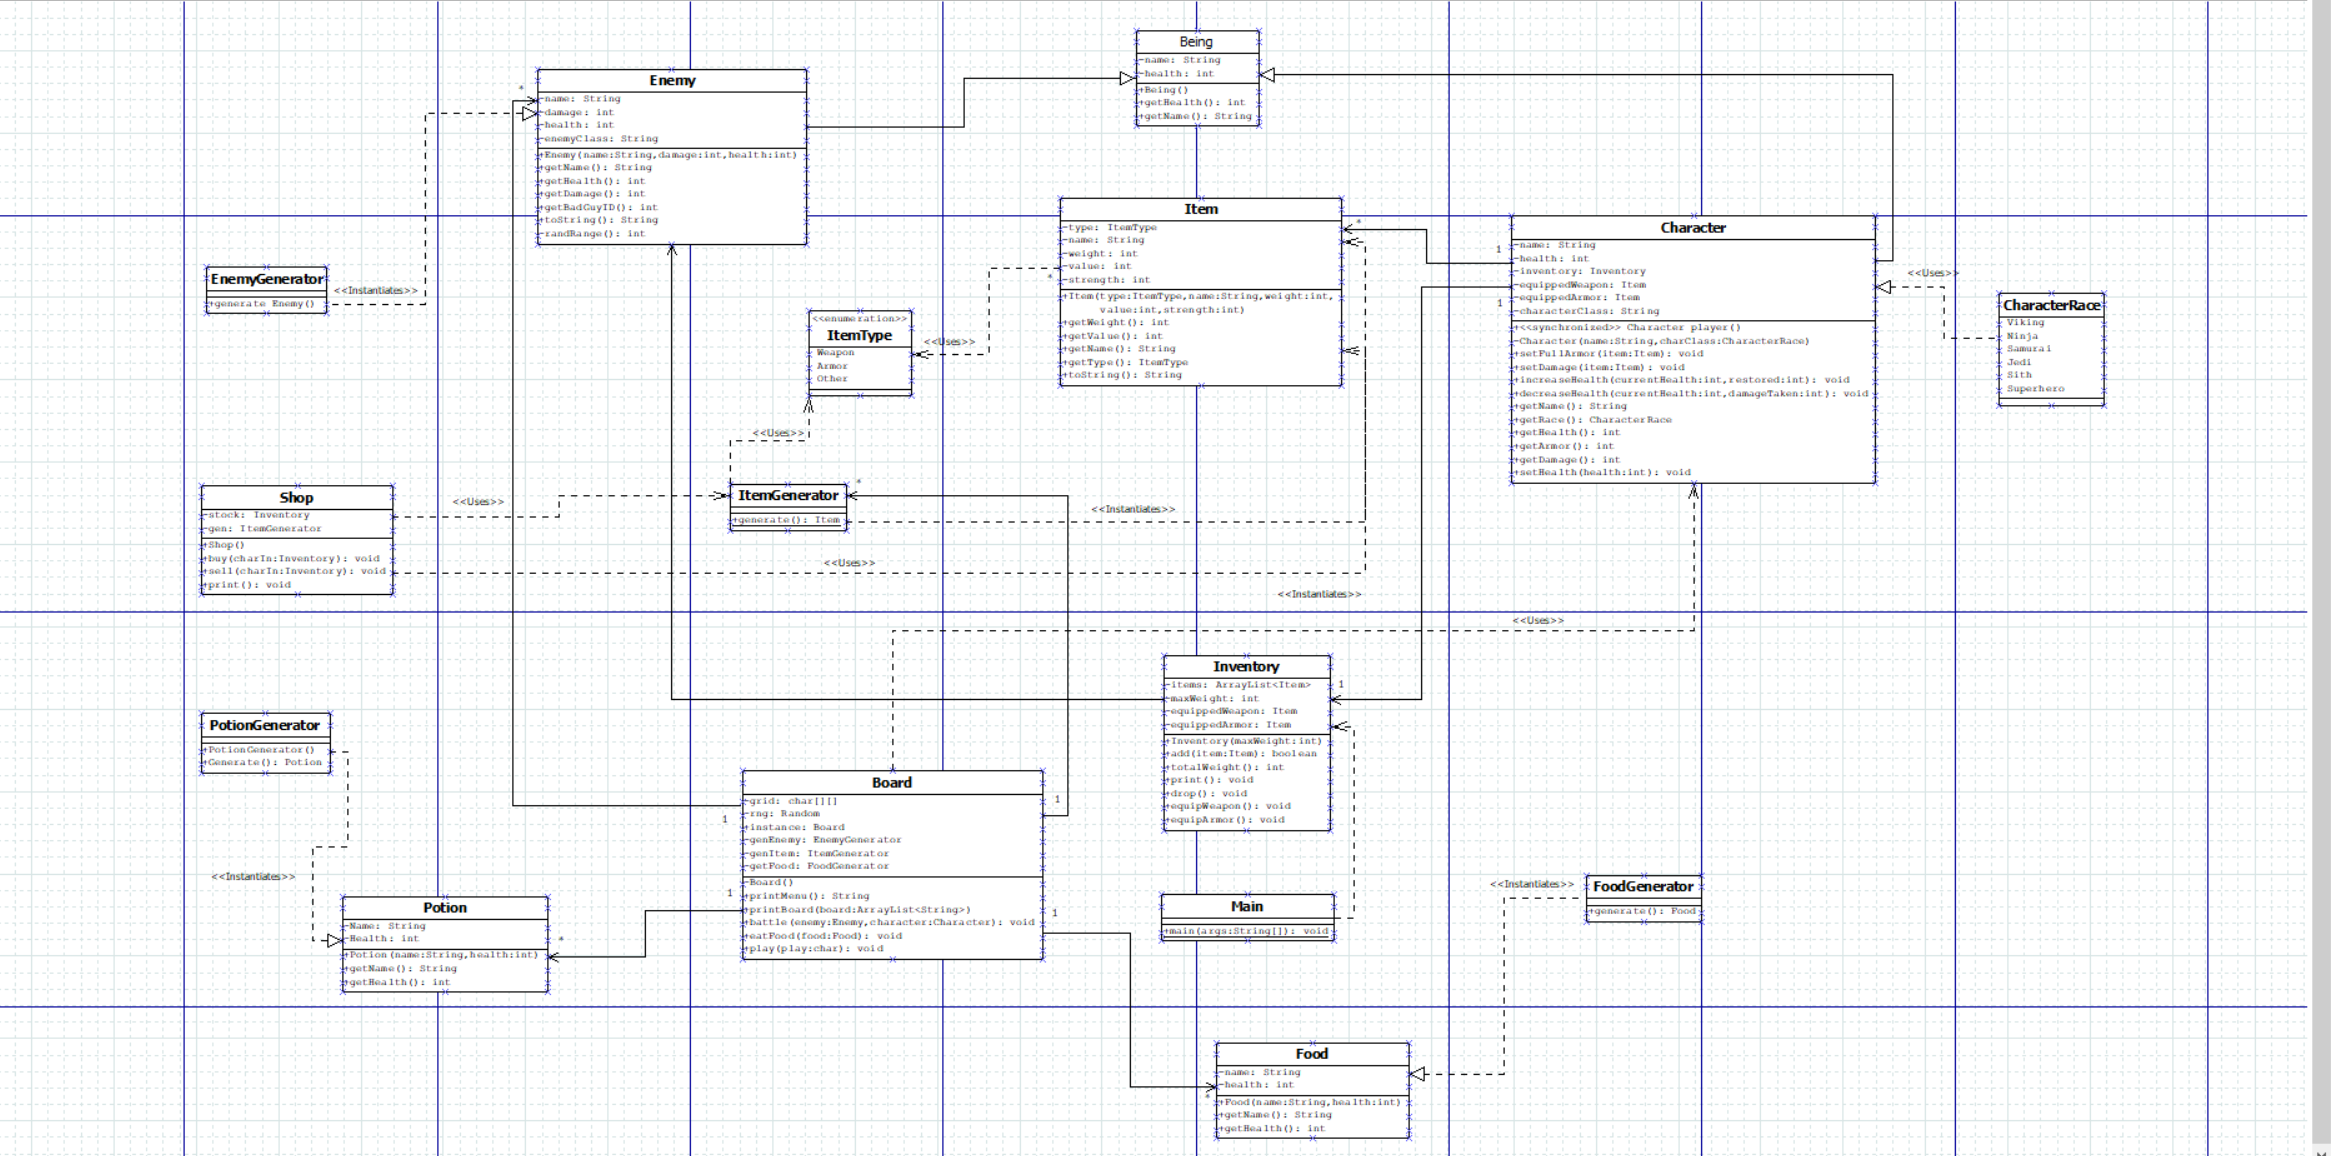 Being
-name: String
-health: int
+Being()
+getHealth(): int
+getName(): String
Enemy
*
-name: String
-damage: int
-health: int
-enemyClass: String
+Enemy(name:String,damage:int,health:int)
+getName(): String
+getHealth(): int
+getDamage(): int
+getBadGuyID(): int
+toString(): String
-randRange(): int
EnemyGenerator
+generate Enemy()
<<Instantiates>>
Item
*
-type: ItemType
-name: String
-weight: int
-value: int
-strength: int
*
+Item(type:ItemType,name:String,weight:int,
value:int,strength:int)
+getWeight(): int
+getValue(): int
+getName(): String
+getType(): ItemType
+toString(): String
<<enumeration>>
ItemType
Weapon
Armor
Other
<<Uses>>
<<Uses>>
Character
1
1
-name: String
-health: int
-inventory: Inventory
-equippedWeapon: Item
-equippedArmor: Item
-characterClass: String
+<<synchronized>> Character player()
-Character(name:String,charClass:CharacterRace)
+setFullArmor(item:Item): void
+setDamage(item:Item): void
+increaseHealth(currentHealth:int,restored:int): void
+decreaseHealth(currentHealth:int,damageTaken:int): void
+getName(): String
+getRace(): CharacterRace
+getHealth(): int
+getArmor(): int
+getDamage(): int
+setHealth(health:int): void
<<Uses>>
CharacterRace
Viking
Ninja
Samurai
Jedi
Sith
Superhero
Shop
-stock: Inventory
-gen: ItemGenerator
+Shop()
+buy(charIn:Inventory): void
+sell(charIn:Inventory): void
+print(): void
<<Uses>>
ItemGenerator
*
+generate(): Item
<<Instantiates>>
<<Uses>>
<<Instantiates>>
<<Uses>>
Inventory
1
-items: ArrayList<Item>
-maxWeight: int
-equippedWeapon: Item
-equippedArmor: Item
+Inventory(maxWeight:int)
+add(item:Item): boolean
+totalWeight(): int
+print(): void
+drop(): void
+equipWeapon(): void
+equipArmor(): void
PotionGenerator
+PotionGenerator()
+Generate(): Potion
<<Instantiates>>
Board
1
1
1
1
-grid: char[][]
-rng: Random
+instance: Board
-genEnemy: EnemyGenerator
-genItem: ItemGenerator
-getFood: FoodGenerator
-Board()
+printMenu(): String
+printBoard(board:ArrayList<String>)
+battle(enemy:Enemy,character:Character): void
+eatFood(food:Food): void
+play(play:char): void
Potion
-Name: String
-Health: int
*
+Potion(name:String,health:int)
+getName(): String
+getHealth(): int
Main
+main(args:String[]): void
<<Instantiates>>
FoodGenerator
+generate(): Food
Food
-name: String
-health: int
*
+Food(name:String,health:int)
+getName(): String
+getHealth(): int